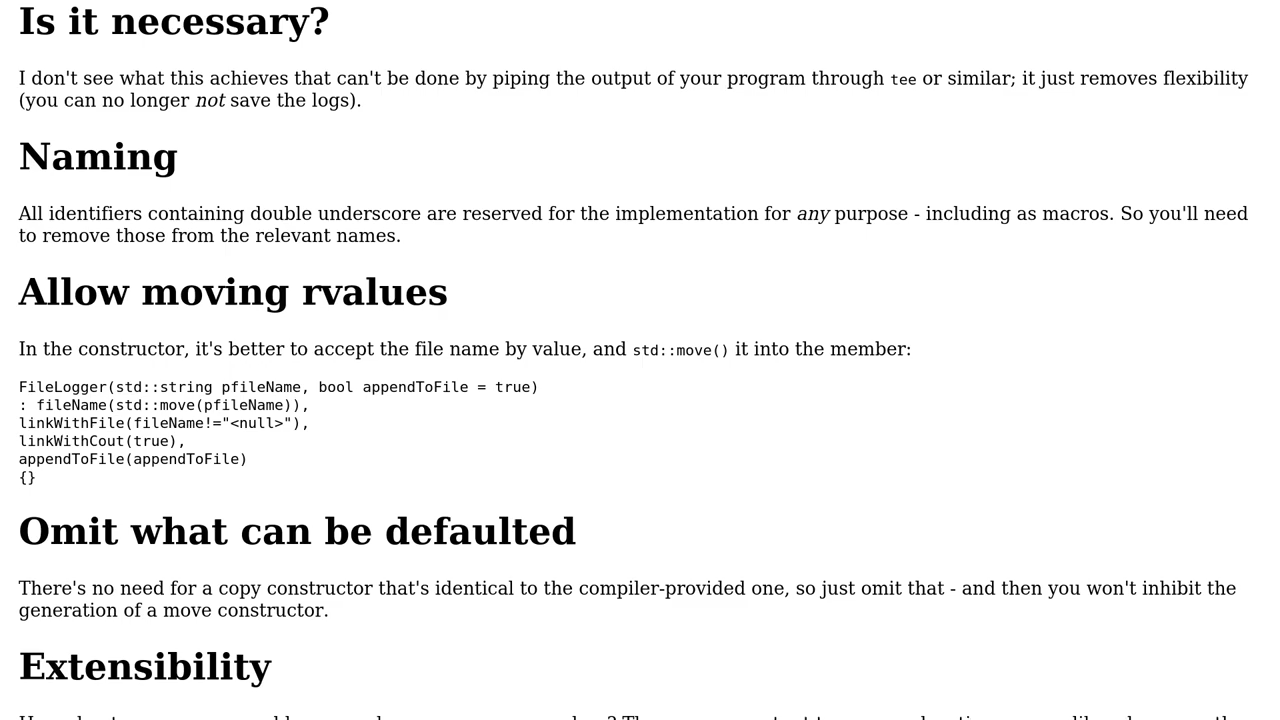 Is it necessary?
I don't see what this achieves that can't be done by piping the output of your program through tee or similar; it just removes flexibility
(you can no longer not save the logs).
Naming
All identifiers containing double underscore are reserved for the implementation for any purpose - including as macros. So you'll need
to remove those from the relevant names.
Allow moving rvalues
In the constructor, it's better to accept the file name by value, and std::move() it into the member:
FileLogger(std::string pfileName, bool appendToFile = true)
: fileName(std::move(pfileName)),
linkWithFile(fileName!="<null>"),
linkWithCout(true),
appendToFile(appendToFile)
{}
Omit what can be defaulted
There's no need for a copy constructor that's identical to the compiler-provided one, so just omit that - and then you won't inhibit the
generation of a move constructor.
Extensibility